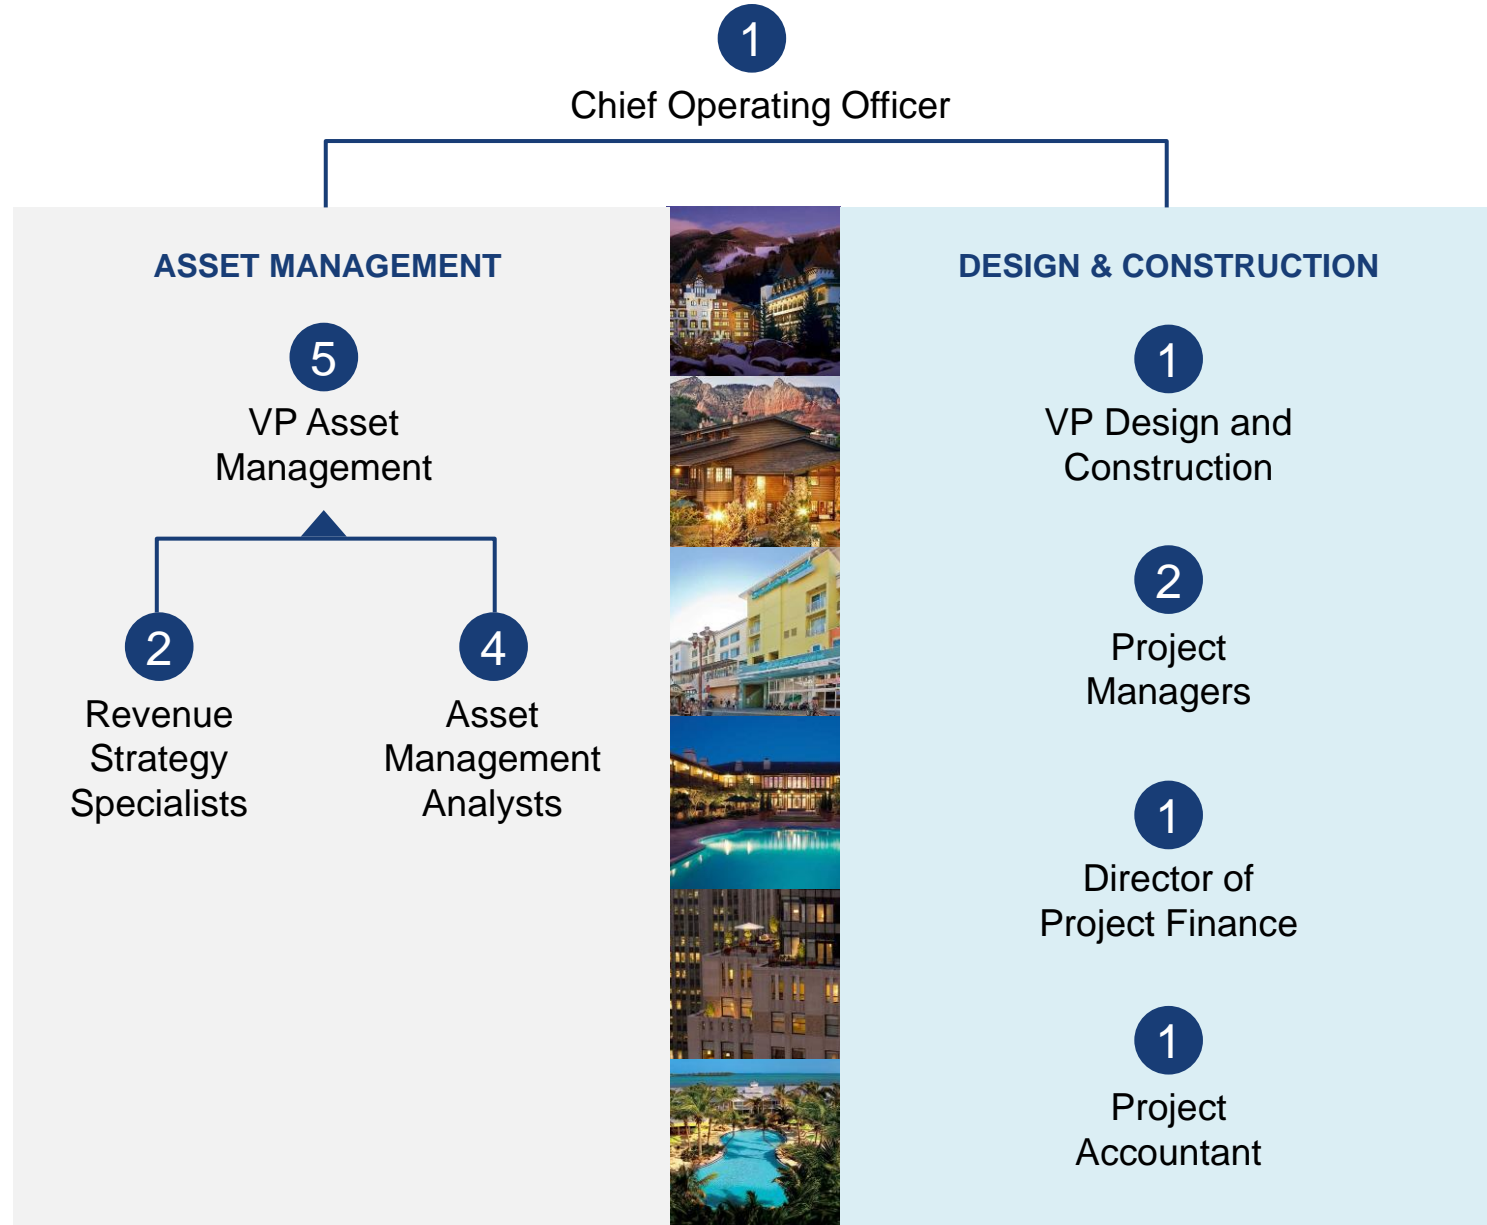 1
Chief Operating Officer
ASSET MANAGEMENT
5
VP Asset
Management
2
Revenue
Strategy
Specialists
4
Asset
Management
Analysts
DESIGN & CONSTRUCTION
1
VP Design and
Construction
2
Project
Managers
1
Director of
Project Finance
1
Project
Accountant